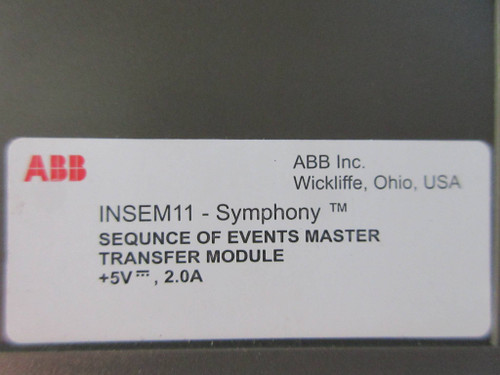 ABB
ABB Inc.
Wickliffe, Ohio, USA
INSEM11 - Symphony ™
SEQUNCE OF EVENTS MASTER
TRANSFER MODULE
+5V⎓, 2.0A